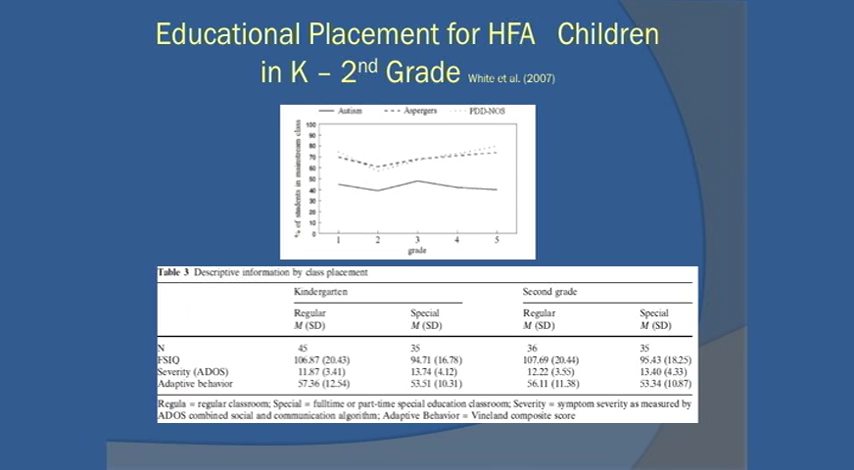 Educational Placement for HFA Children
in K – 2nd Grade White et al. (2007)
Autism Aspergers PDD-NOS
% of students in mainstream class
100
90
80
70
60
50
40
30
20
10
0
1 2 3 4 5
grade
Table 3 Descriptive information by class placement
Kindergarten Second grade
Regular Special Regular Special
M (SD) M (SD) M (SD) M (SD)
N 45 35 36 35
FSIQ 106.87 (20.43) 94.71 (16.78) 107.69 (20.44) 95.43 (18.25)
Severity (ADOS) 11.87 (3.41) 13.74 (4.12) 12.22 (3.55) 13.40 (4.33)
Adaptive behavior 57.36 (12.54) 53.51 (10.31) 56.11 (11.38) 53.34 (10.87)
Regula = regular classroom; Special = fulltime or part-time special education classroom; Severity = symptom severity as measured by
ADOS combined social and communication algorithm; Adaptive Behavior = Vineland composite score